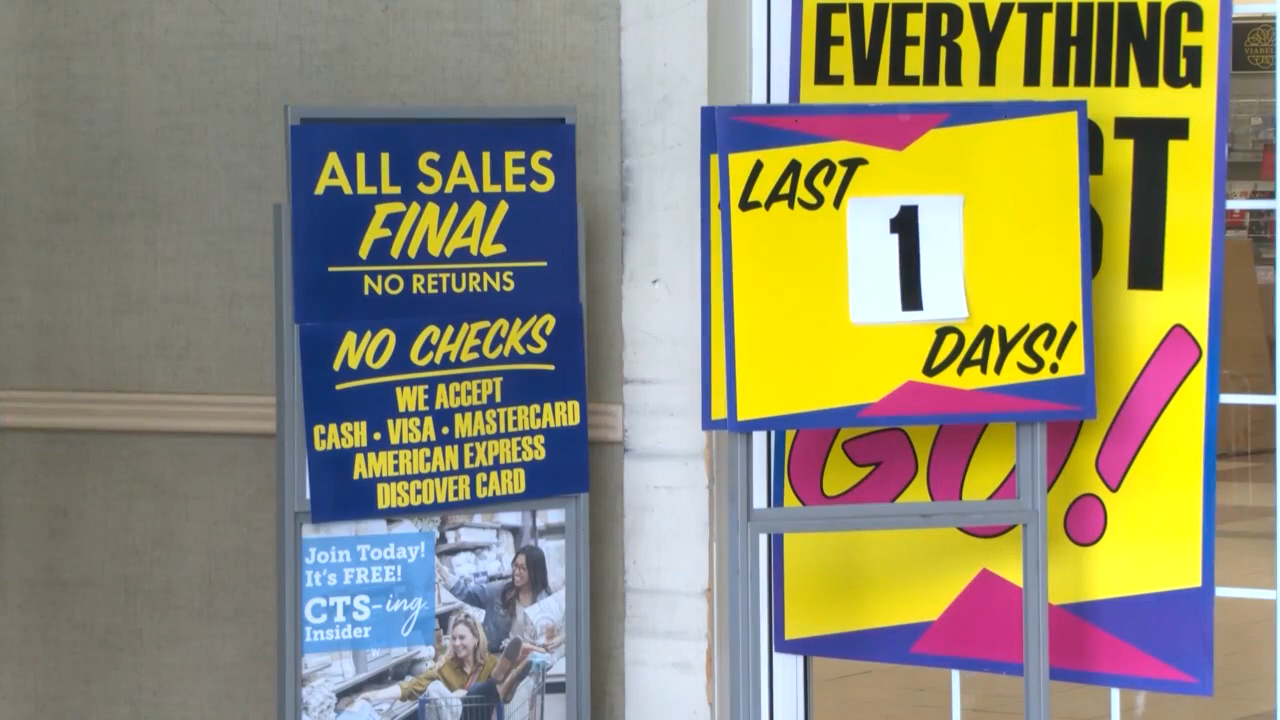 ALL SALES
FINAL
NO RETURNS
NO CHECKS
WE ACCEPT
CASH • VISA • MASTERCARD
AMERICAN EXPRESS
DISCOVER CARD
Join Today!
It's FREE!
CTS-ing
Insider
EVERYTHING
ST
GO!
LAST
1
DAYS!